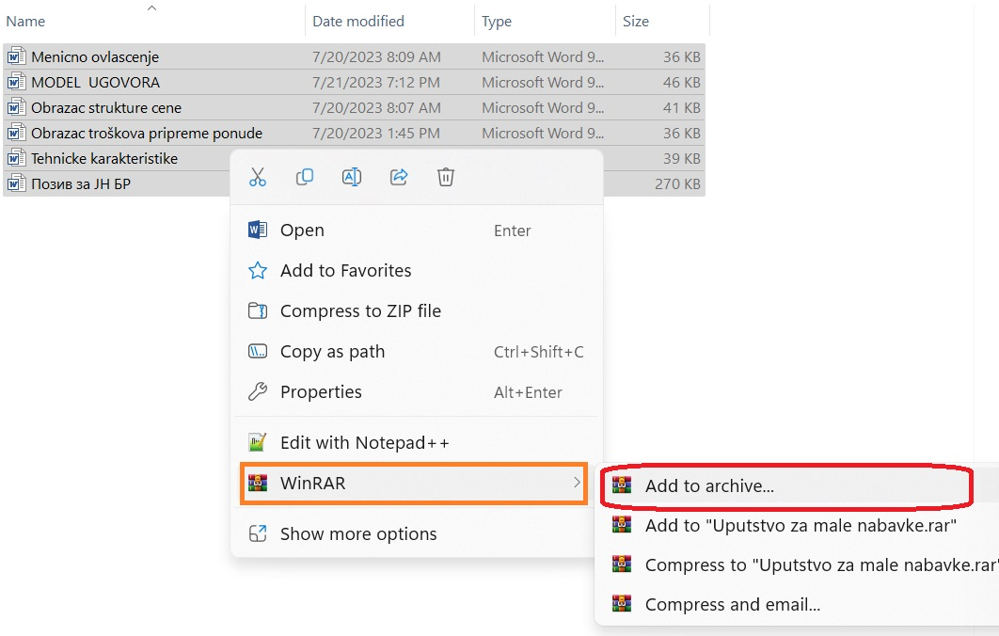 Name Date modified Type Size
Menicno ovlascenje 7/20/2023 8:09 AM Microsoft Word 9... 36 KB
MODEL  UGOVORA 7/21/2023 7:12 PM Microsoft Word 9... 46 KB
Obrazac strukture cene 7/20/2023 8:07 AM Microsoft Word 9... 41 KB
Obrazac troškova pripreme ponude 7/20/2023 1:45 PM Microsoft Word 9... 36 KB
Tehnicke karakteristike 39 KB
Позив за ЈН БР 270 KB
Open Enter
Add to Favorites
Compress to ZIP file
Copy as path Ctrl+Shift+C
Properties Alt+Enter
Edit with Notepad++
WinRAR
Show more options
Add to archive...
Add to "Uputstvo za male nabavke.rar"
Compress to "Uputstvo za male nabavke.rar"
Compress and email...